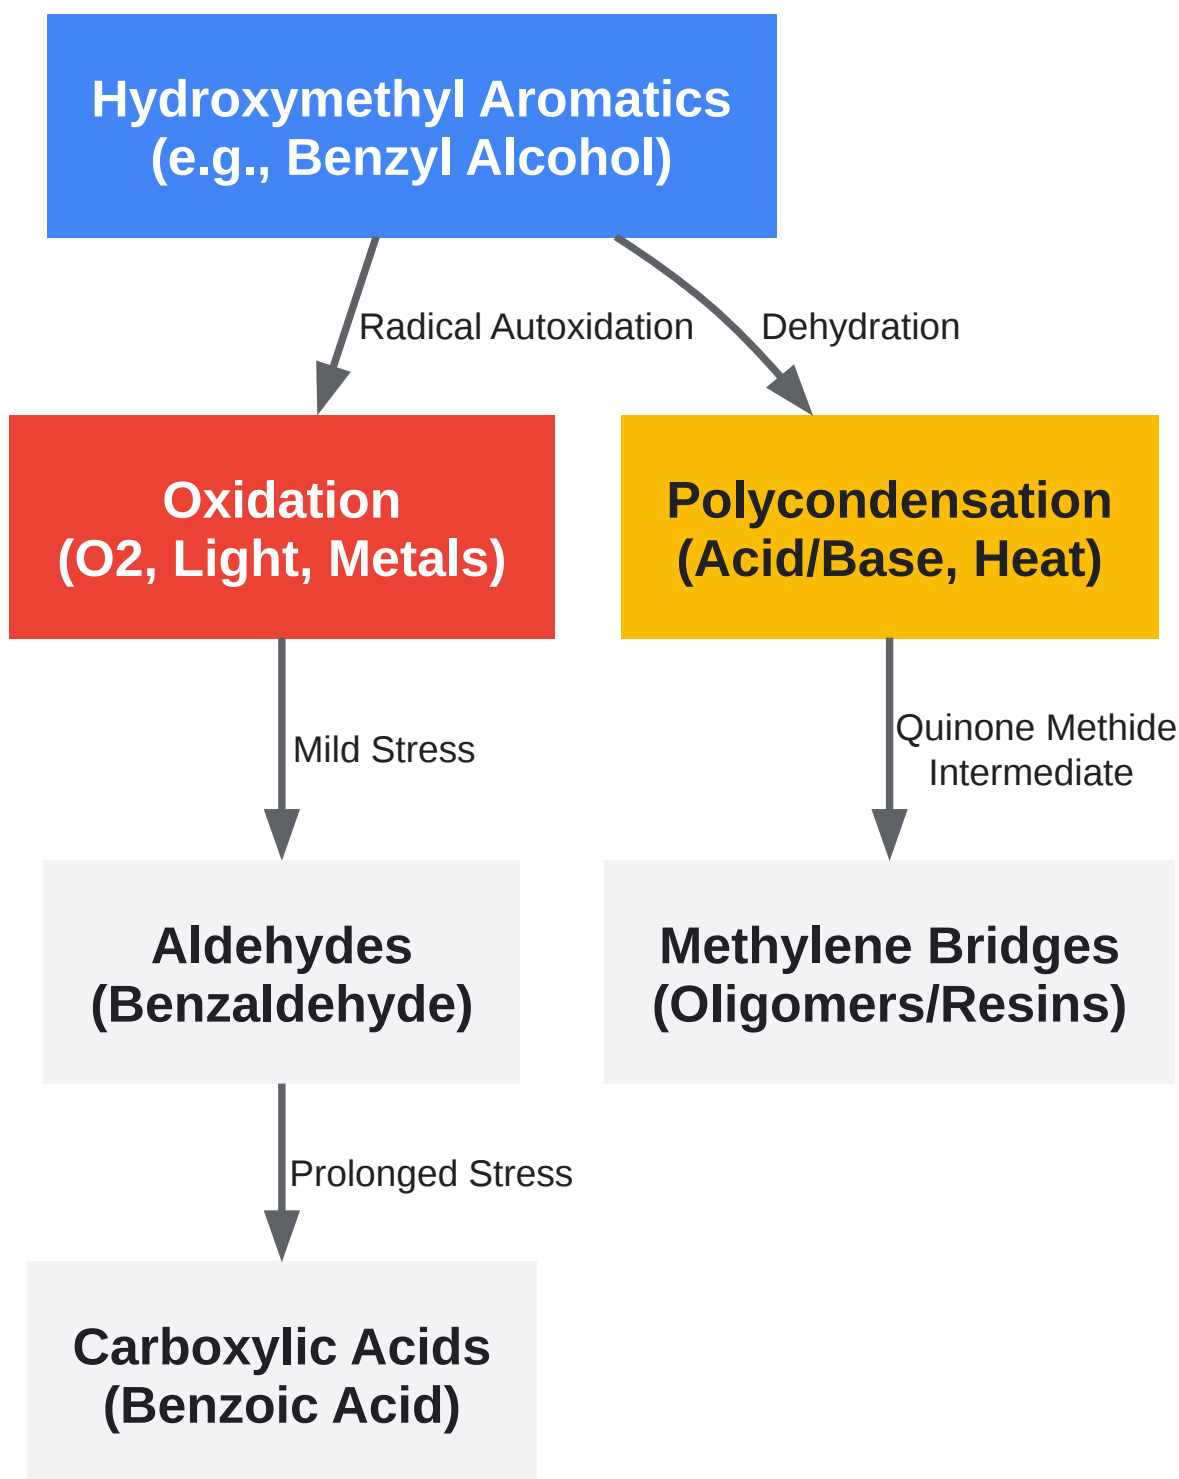 Hydroxymethyl Aromatics
(e.g., Benzyl Alcohol)
Radical Autoxidation
Dehydration
Oxidation
(O2, Light, Metals)
Polycondensation
(Acid/Base, Heat)
Mild Stress
Quinone Methide
Intermediate
Aldehydes
(Benzaldehyde)
Methylene Bridges
(Oligomers/Resins)
Prolonged Stress
Carboxylic Acids
(Benzoic Acid)